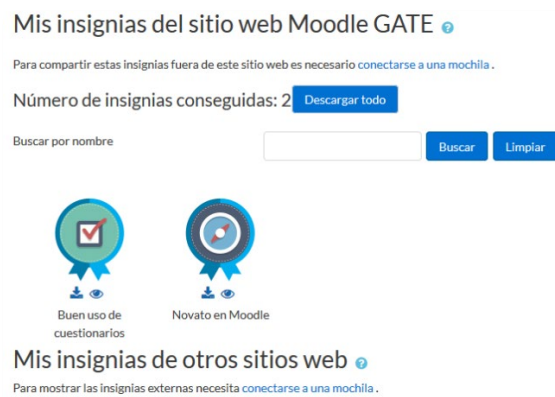 Mis insignias del sitio web Moodle GATE
Para compartir estas insignias fuera de este sitio web es necesario conectarse a una mochila .
Número de insignias conseguidas: 2 Descargar todo
Buscar por nombre Buscar Limpiar
Buen uso de
cuestionarios
Novato en Moodle
Mis insignias de otros sitios web
Para mostrar las insignias externas necesita conectarse a una mochila .